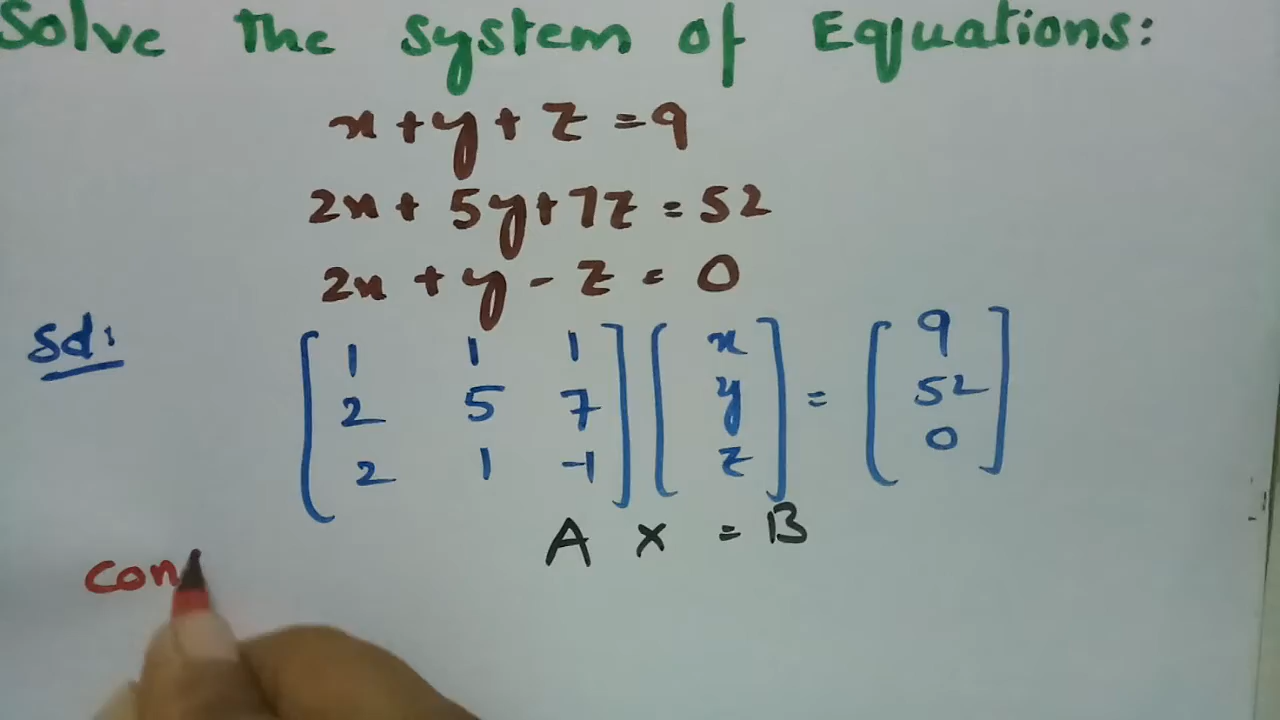 Solve the system of Equations:
x + y + z = 9
2x + 5y + 7z = 52
2x + y - z = 0
Sol:
[ 1 1 1 ] [ x ] = [ 9 ]
[ 2 5 7 ] [ y ] = [ 52 ]
[ 2 1 -1 ] [ z ] = [ 0 ]
A X = B
con